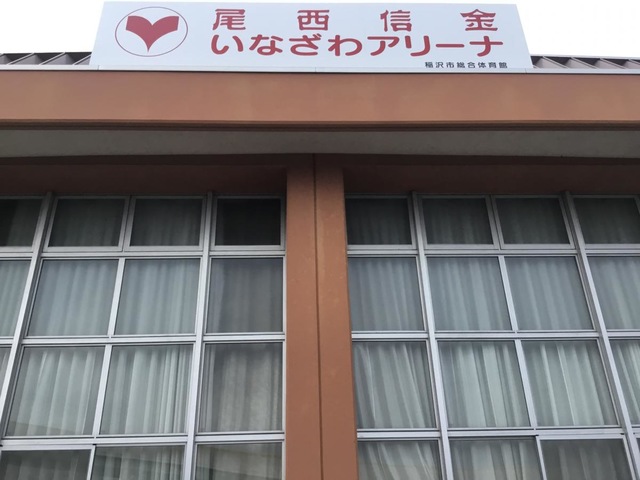 尾西信金
いなざわアリーナ
稲沢市総合体育館